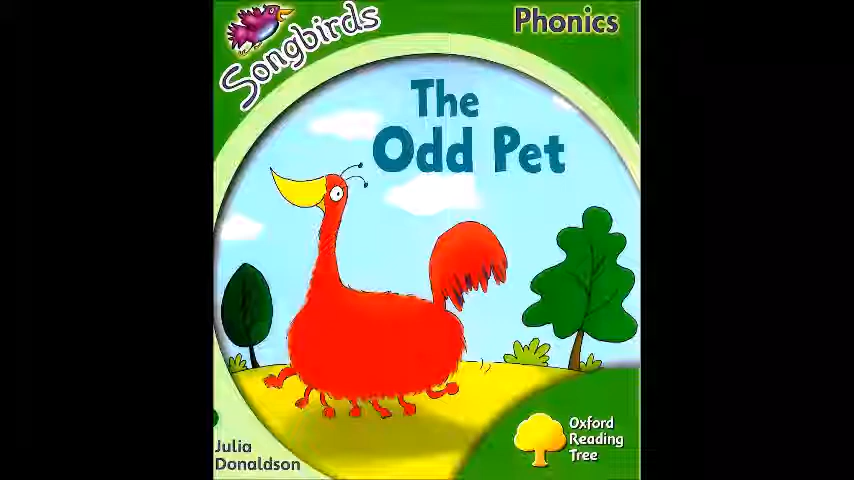 Songbirds
Phonics
The
Odd Pet
Julia
Donaldson
Oxford
Reading
Tree